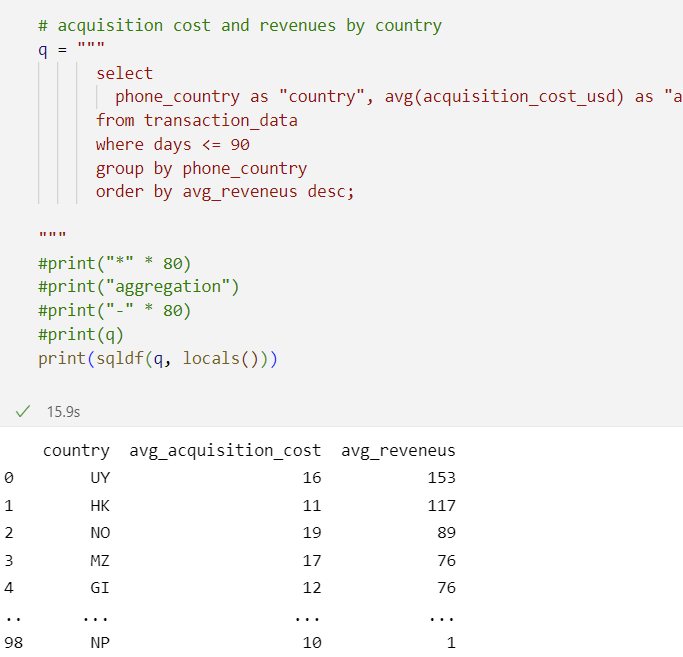 # acquisition cost and revenues by country
q = """
select
phone_country as "country", avg(acquisition_cost_usd) as "a
from transaction_data
where days <= 90
group by phone_country
order by avg_reveneus desc;
"""
#print("*" * 80)
#print("aggregation")
#print("-" * 80)
#print(q)
print(sqldf(q, locals()))
15.9s
country avg_acquisition_cost avg_reveneus
0 UY 16 153
1 HK 11 117
2 NO 19 89
3 MZ 17 76
4 GI 12 76
.. ... ... ...
98 NP 10 1